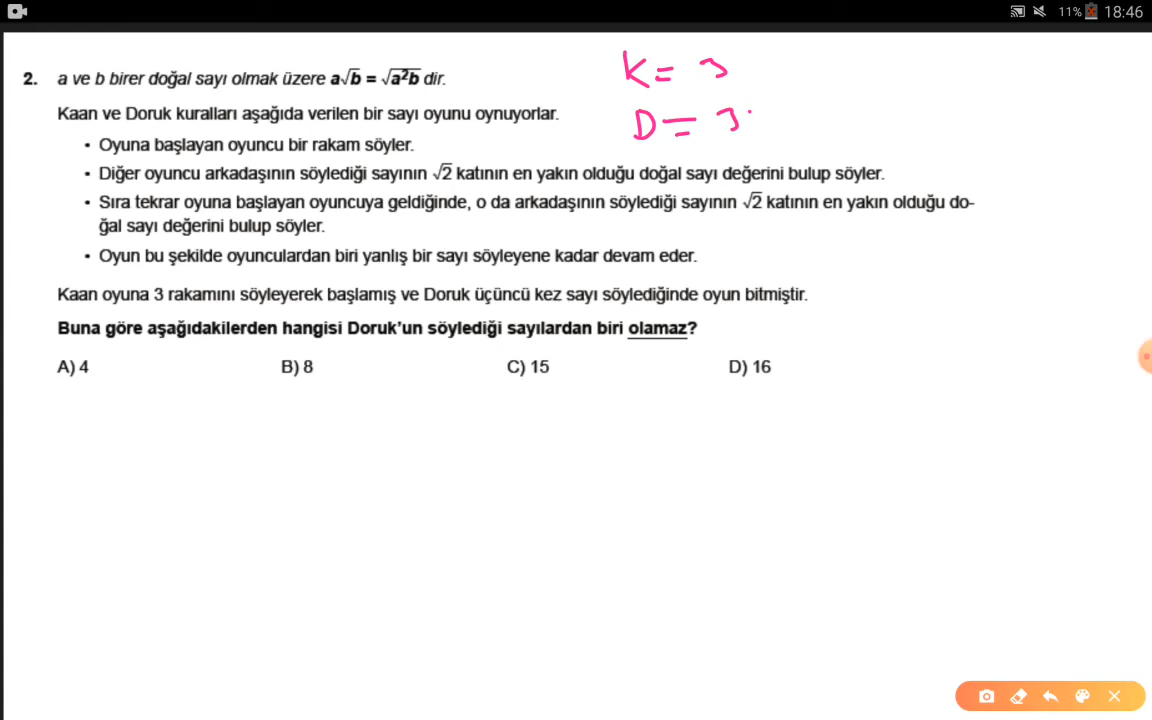 11% 18:46
2. a ve b birer doğal sayı olmak üzere a√b = √a²b dir.
K = 3
Kaan ve Doruk kuralları aşağıda verilen bir sayı oyunu oynuyorlar.
D = 3
• Oyuna başlayan oyuncu bir rakam söyler.
• Diğer oyuncu arkadaşının söylediği sayının √2 katının en yakın olduğu doğal sayı değerini bulup söyler.
• Sıra tekrar oyuna başlayan oyuncuya geldiğinde, o da arkadaşının söylediği sayının √2 katının en yakın olduğu do-
ğal sayı değerini bulup söyler.
• Oyun bu şekilde oyunculardan biri yanlış bir sayı söyleyene kadar devam eder.
Kaan oyuna 3 rakamını söyleyerek başlamış ve Doruk üçüncü kez sayı söylediğinde oyun bitmiştir.
Buna göre aşağıdakilerden hangisi Doruk'un söylediği sayılardan biri olamaz?
A) 4 B) 8 C) 15 D) 16